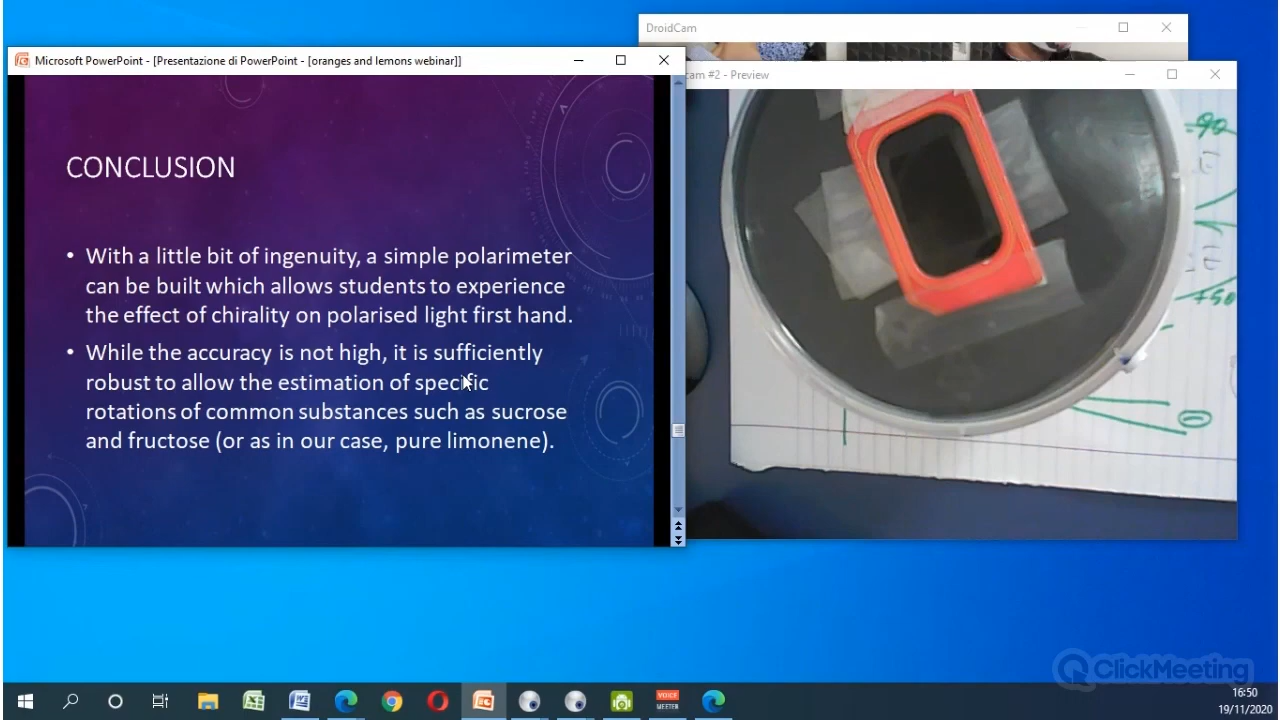 DroidCam
Microsoft PowerPoint - [Presentazione di PowerPoint - [oranges and lemons webinar]]
cam #2 - Preview
CONCLUSION
• With a little bit of ingenuity, a simple polarimeter
can be built which allows students to experience
the effect of chirality on polarised light first hand.
• While the accuracy is not high, it is sufficiently
robust to allow the estimation of specific
rotations of common substances such as sucrose
and fructose (or as in our case, pure limonene).
-90
+50
0
ClickMeeting
VOICE
MEETER
16:50
19/11/2020